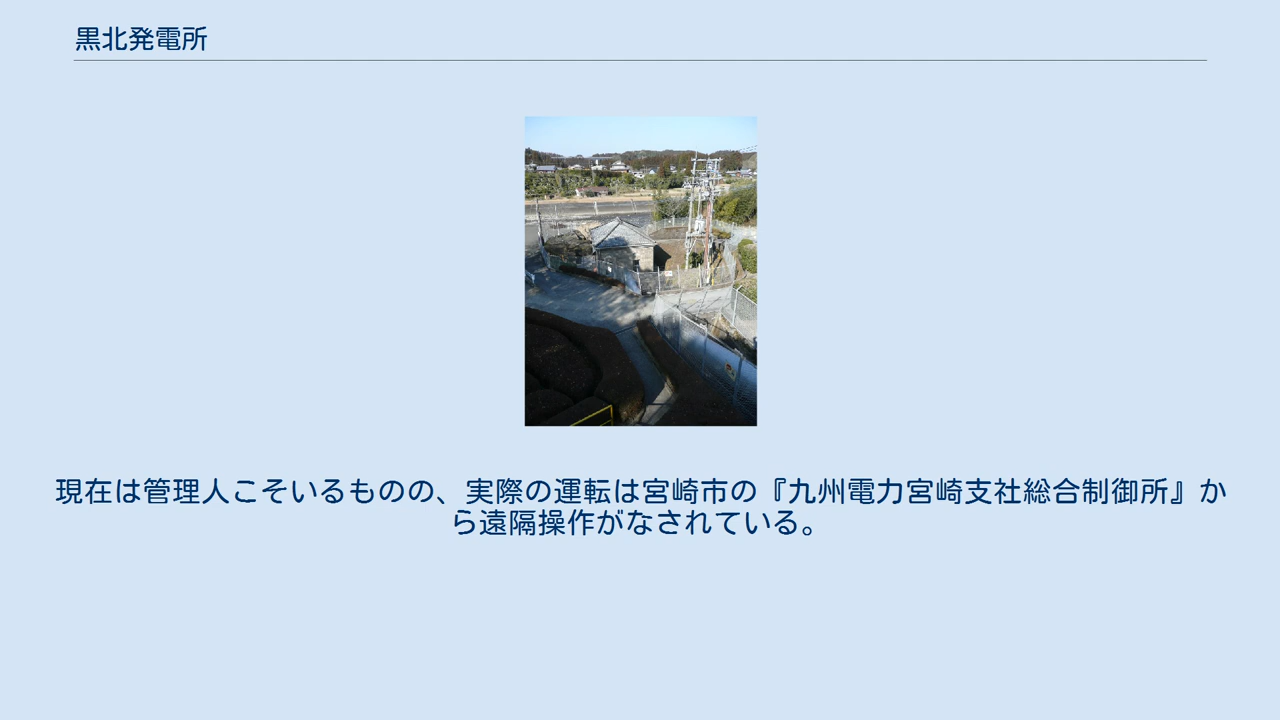 黒北発電所
現在は管理人こそいるものの、実際の運転は宮崎市の『九州電力宮崎支社総合制御所』か
ら遠隔操作がなされている。